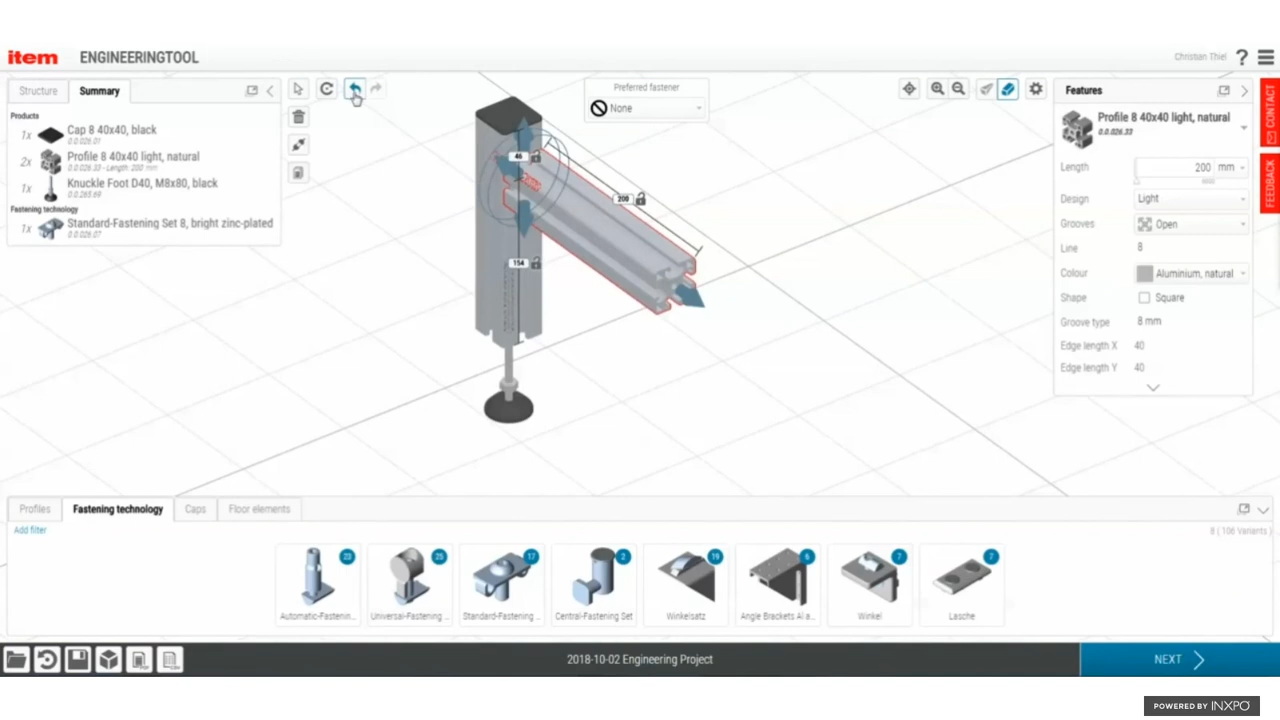 item ENGINEERINGTOOL
Christian Thiel ?
Structure Summary
Products
1x Cap 8 40x40, black
0.0.026.01
2x Profile 8 40x40 light, natural
0.0.026.33 - Length: 200 mm
1x Knuckle Foot D40, M8x80, black
0.0.265.69
Fastening technology
1x Standard-Fastening Set 8, bright zinc-plated
0.0.026.07
Preferred fastener
None
46
200
154
Features
Profile 8 40x40 light, natural
0.0.026.33
Length 200 mm
Design Light
Grooves Open
Line 8
Colour Aluminium, natural
Shape Square
Groove type 8 mm
Edge length X 40
Edge length Y 40
CONTACT
FEEDBACK
Profiles Fastening technology Caps Floor elements
Add filter
8 ( 106 Variants )
23 25 17 2 19 6 7 7
Automatic-Fastenin... Universal-Fastening ... Standard-Fastening ... Central-Fastening Set Winkelsatz Angle Brackets Al a... Winkel Lasche
2018-10-02 Engineering Project
NEXT
POWERED BY INXPO